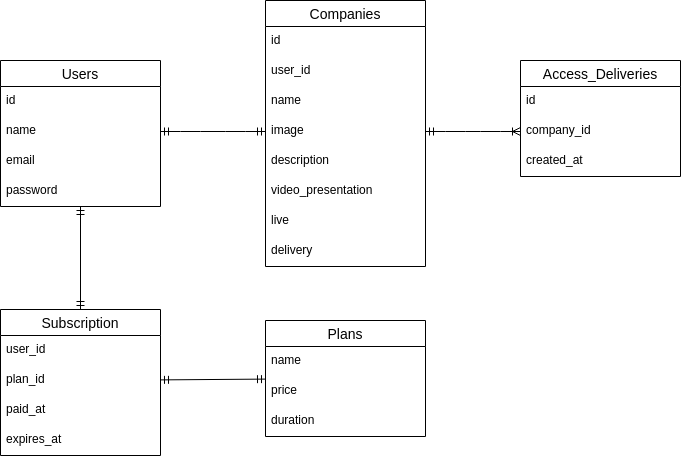 Companies
id
user_id
name
image
description
video_presentation
live
delivery
Users
id
name
email
password
Access_Deliveries
id
company_id
created_at
Subscription
user_id
plan_id
paid_at
expires_at
Plans
name
price
duration